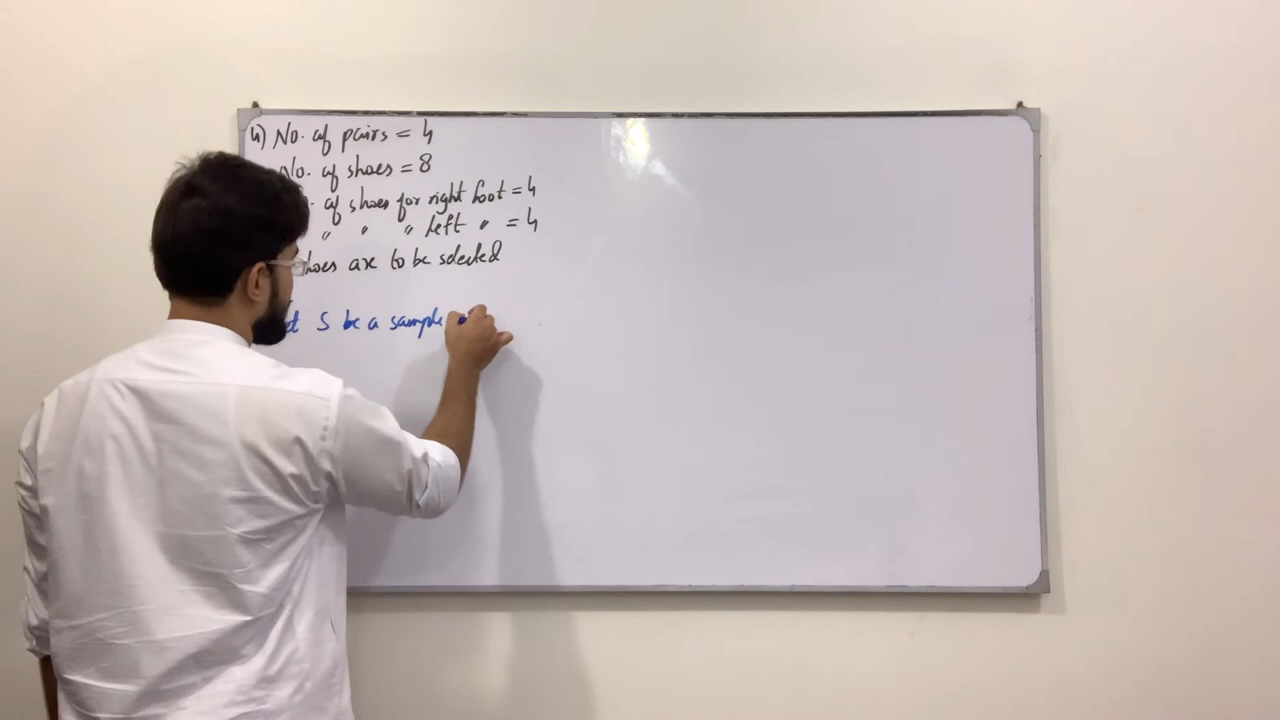 4) No. of pairs = 4
No. of shoes = 8
of shoes for right foot = 4
" " " left " = 4
shoes are to be selected
S be a sample